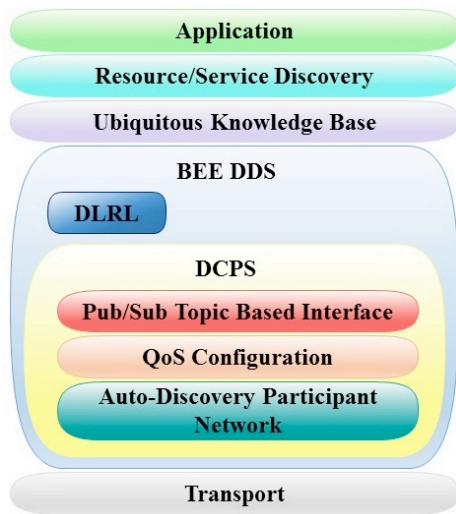 Application
Resource/Service Discovery
Ubiquitous Knowledge Base
BEE DDS
DLRL
DCPS
Pub/Sub Topic Based Interface
QoS Configuration
Auto-Discovery Participant
Network
Transport